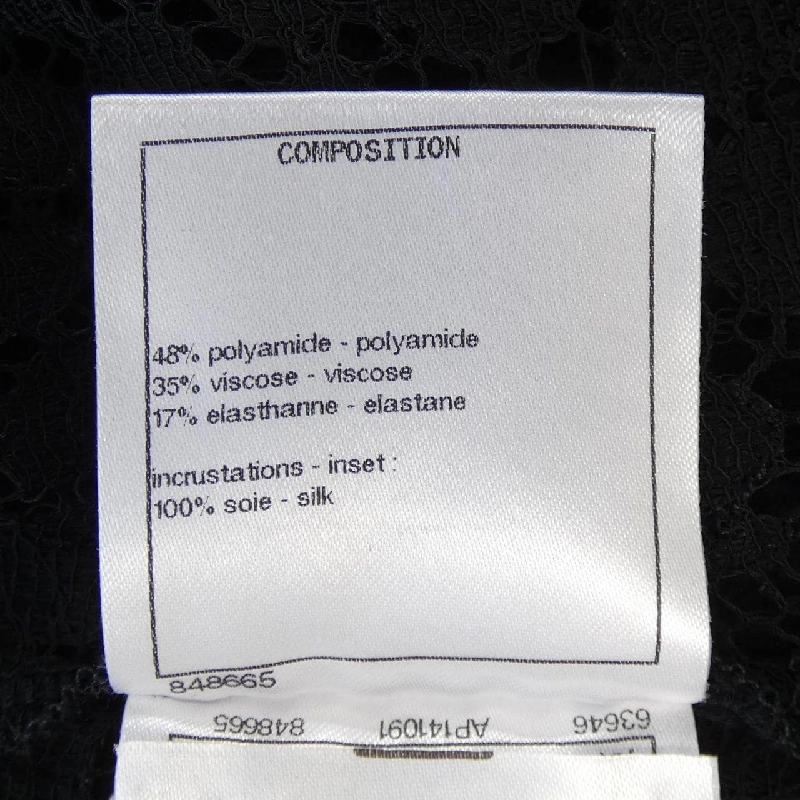 COMPOSITION
48% polyamide - polyamide
35% viscose - viscose
17% elasthanne - elastane
incrustations - inset :
100% soie - silk
848665
63646 AP141091 848665